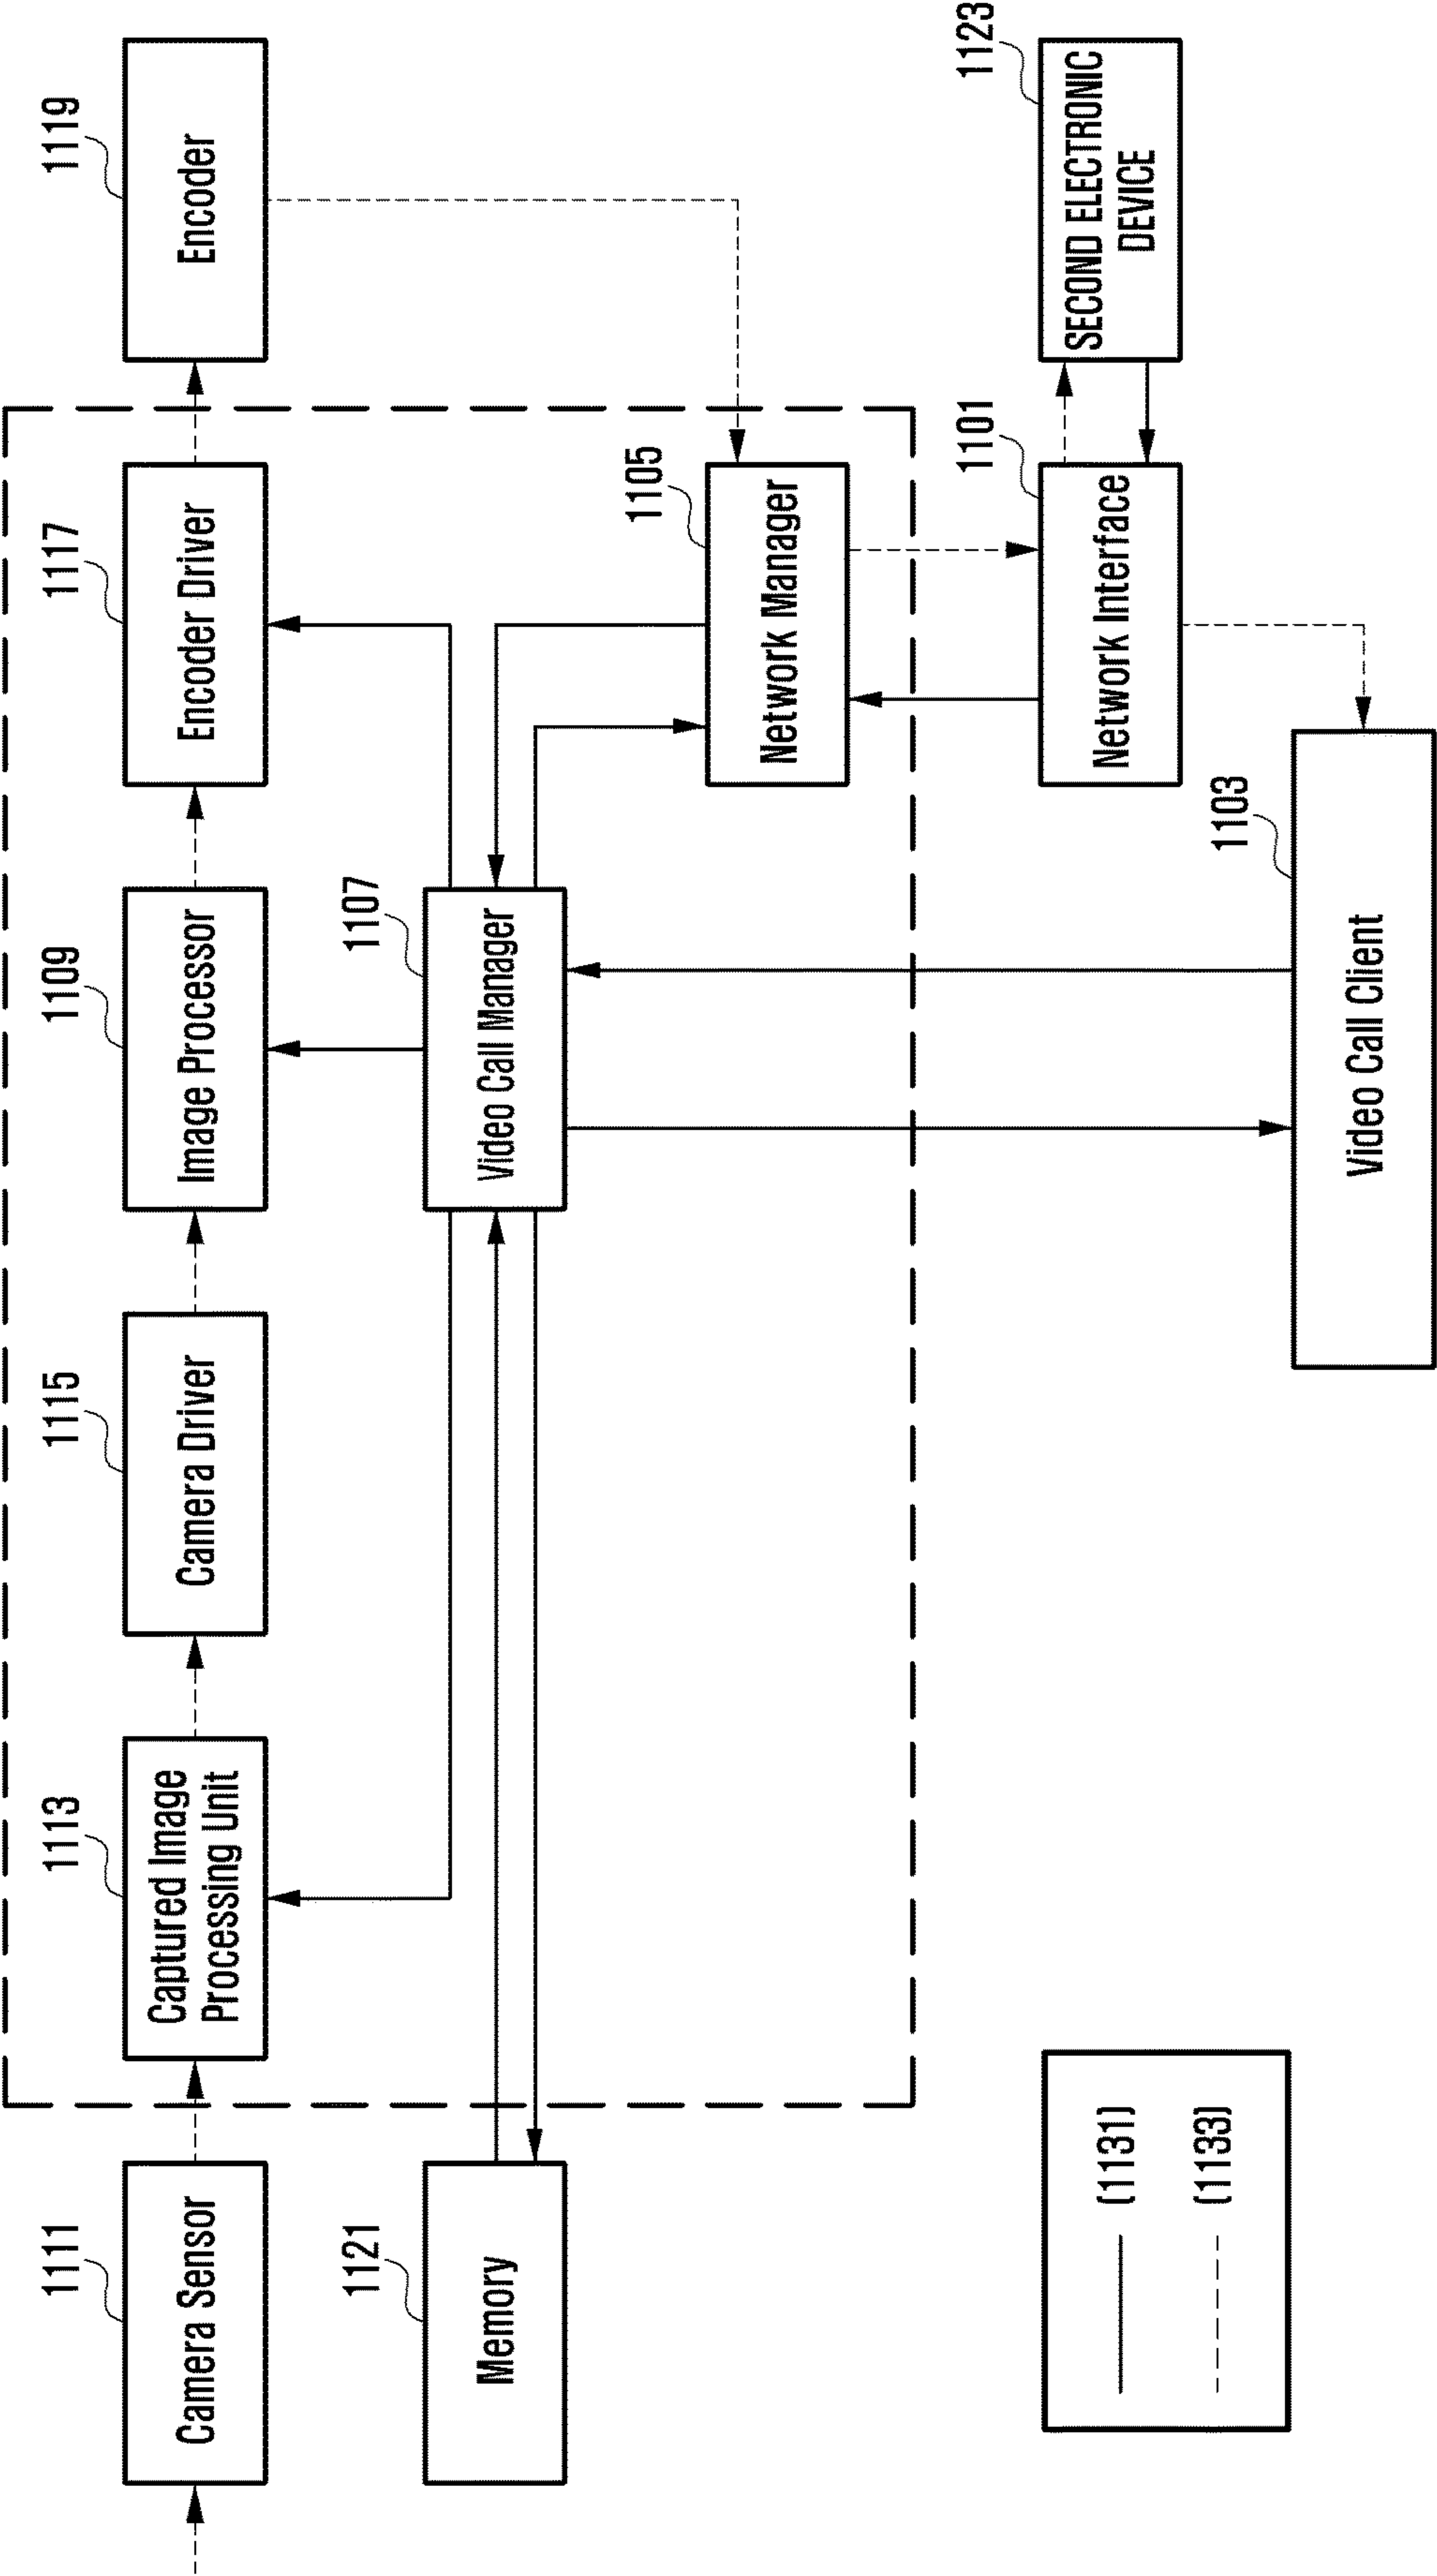 1111
Camera Sensor
1113
Captured Image
Processing Unit
1115
Camera Driver
1109
Image Processor
1117
Encoder Driver
1119
Encoder
1121
Memory
1107
Video Call Manager
1105
Network Manager
1101
Network Interface
1123
SECOND ELECTRONIC
DEVICE
1103
Video Call Client
(1131)
(1133)